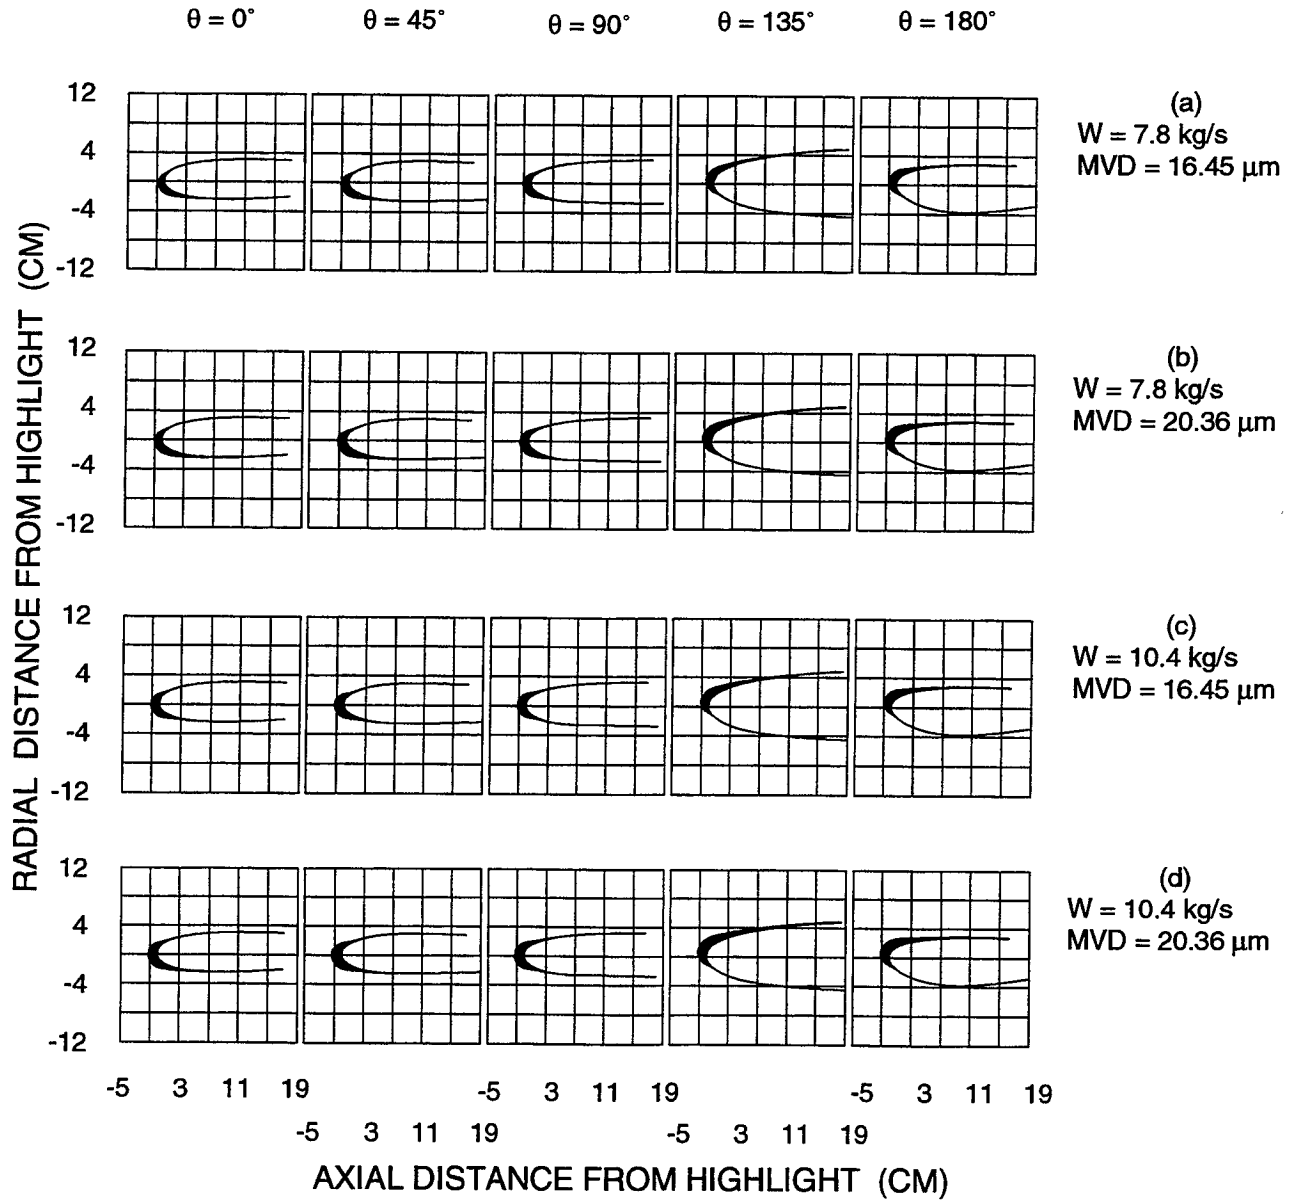 θ = 0° θ = 45° θ = 90° θ = 135° θ = 180°
12
4
-4
-12
(a)
W = 7.8 kg/s
MVD = 16.45 μm
12
4
-4
-12
(b)
W = 7.8 kg/s
MVD = 20.36 μm
12
4
-4
-12
(c)
W = 10.4 kg/s
MVD = 16.45 μm
12
4
-4
-12
(d)
W = 10.4 kg/s
MVD = 20.36 μm
RADIAL DISTANCE FROM HIGHLIGHT (CM)
-5 3 11 19 -5 3 11 19 -5 3 11 19
-5 3 11 19 -5 3 11 19
AXIAL DISTANCE FROM HIGHLIGHT (CM)